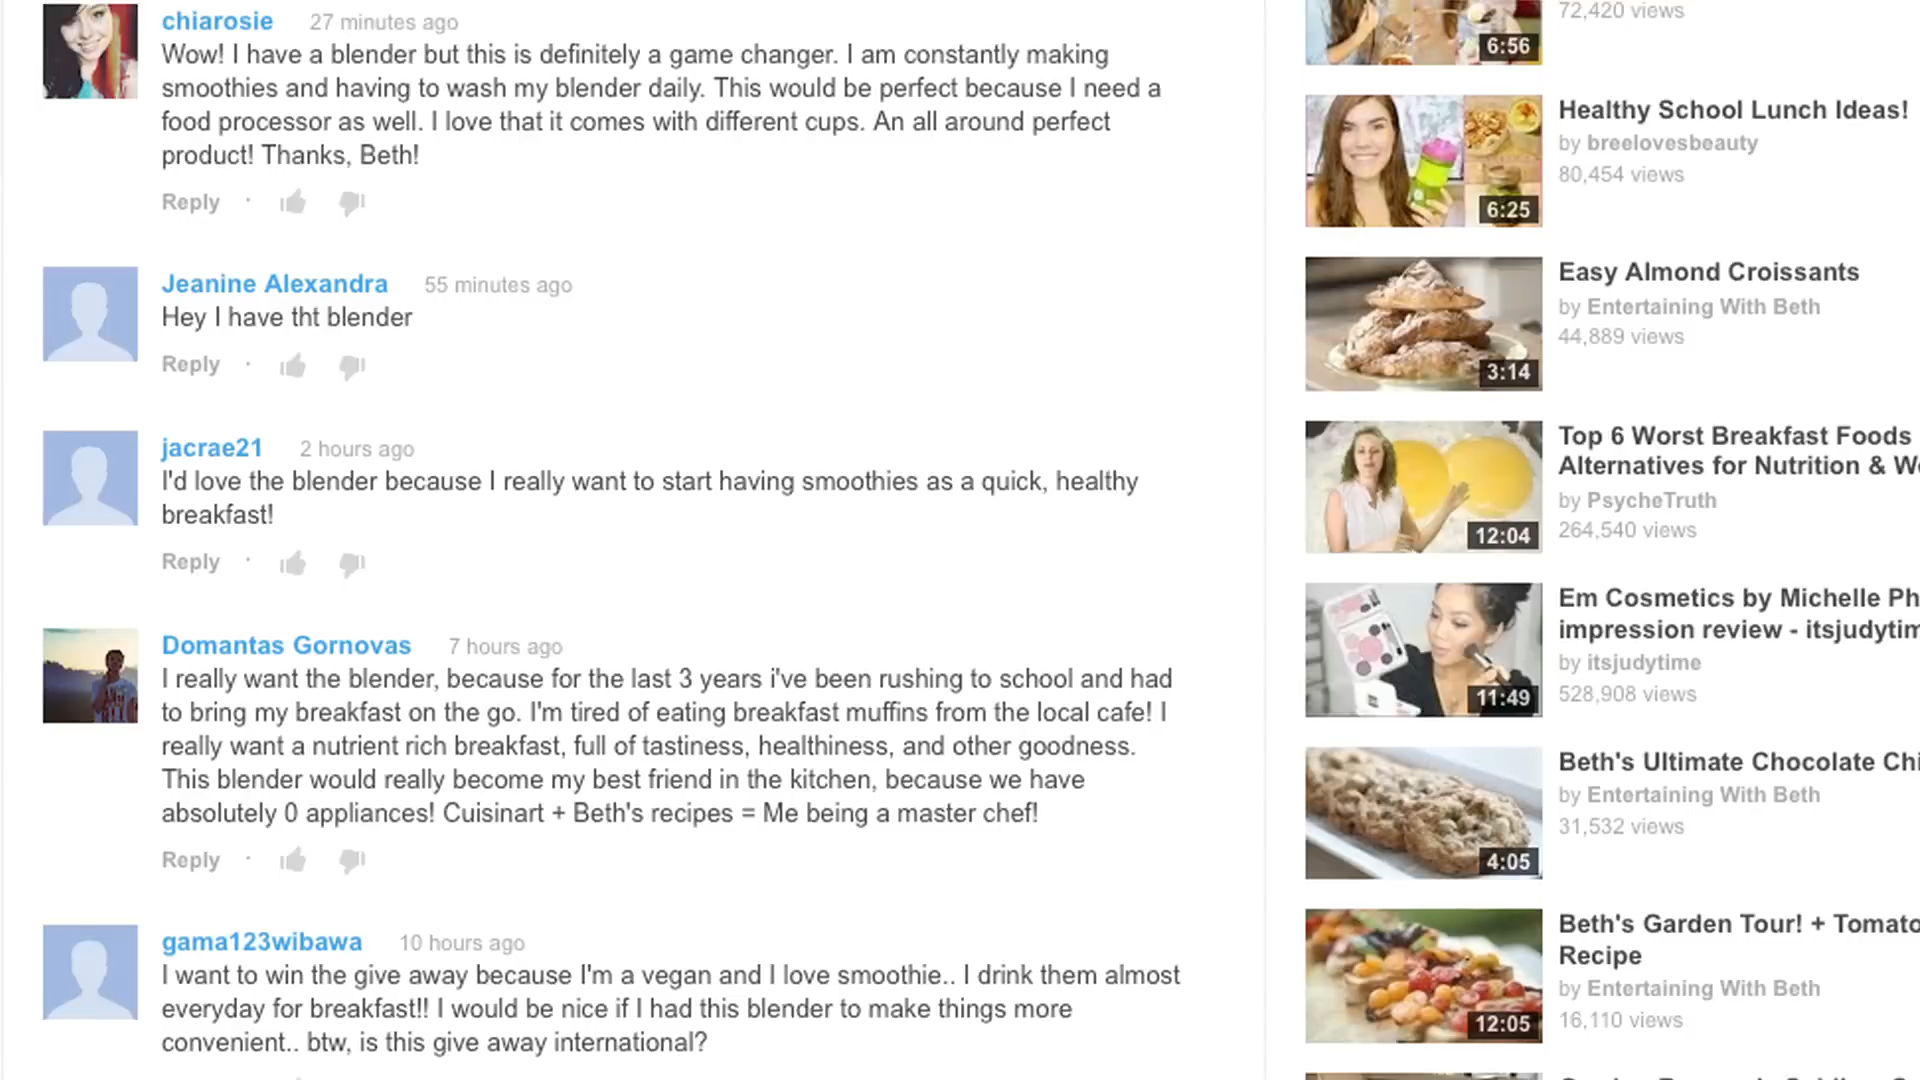 chiarosie 27 minutes ago
Wow! I have a blender but this is definitely a game changer. I am constantly making
smoothies and having to wash my blender daily. This would be perfect because I need a
food processor as well. I love that it comes with different cups. An all around perfect
product! Thanks, Beth!
Reply ·
Jeanine Alexandra 55 minutes ago
Hey I have tht blender
Reply ·
jacrae21 2 hours ago
I'd love the blender because I really want to start having smoothies as a quick, healthy
breakfast!
Reply ·
Domantas Gornovas 7 hours ago
I really want the blender, because for the last 3 years i've been rushing to school and had
to bring my breakfast on the go. I'm tired of eating breakfast muffins from the local cafe! I
really want a nutrient rich breakfast, full of tastiness, healthiness, and other goodness.
This blender would really become my best friend in the kitchen, because we have
absolutely 0 appliances! Cuisinart + Beth's recipes = Me being a master chef!
Reply ·
gama123wibawa 10 hours ago
I want to win the give away because I'm a vegan and I love smoothie.. I drink them almost
everyday for breakfast!! I would be nice if I had this blender to make things more
convenient.. btw, is this give away international?
72,420 views
6:56
Healthy School Lunch Ideas!
by breelovesbeauty
80,454 views
6:25
Easy Almond Croissants
by Entertaining With Beth
44,889 views
3:14
Top 6 Worst Breakfast Foods
Alternatives for Nutrition & We
by PsycheTruth
264,540 views
12:04
Em Cosmetics by Michelle Ph
impression review - itsjudytim
by itsjudytime
528,908 views
11:49
Beth's Ultimate Chocolate Chi
by Entertaining With Beth
31,532 views
4:05
Beth's Garden Tour! + Tomato
Recipe
by Entertaining With Beth
16,110 views
12:05